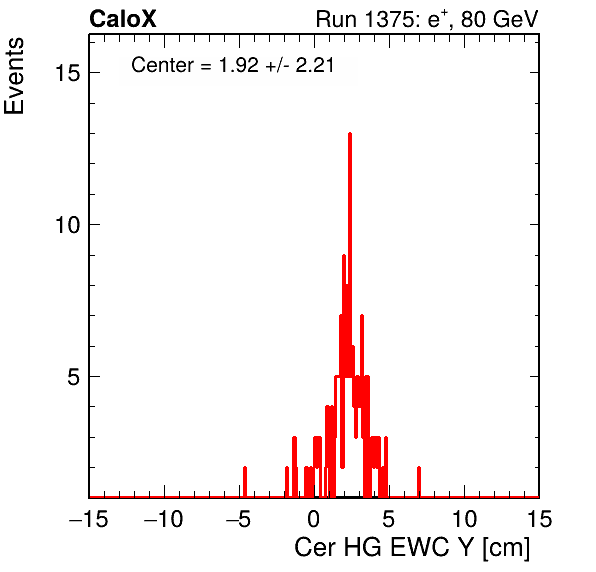 CaloX Run 1375: e⁺, 80 GeV
Events
Center = 1.92 +/- 2.21
15
10
5
−15 −10 −5 0 5 10 15
Cer HG EWC Y [cm]